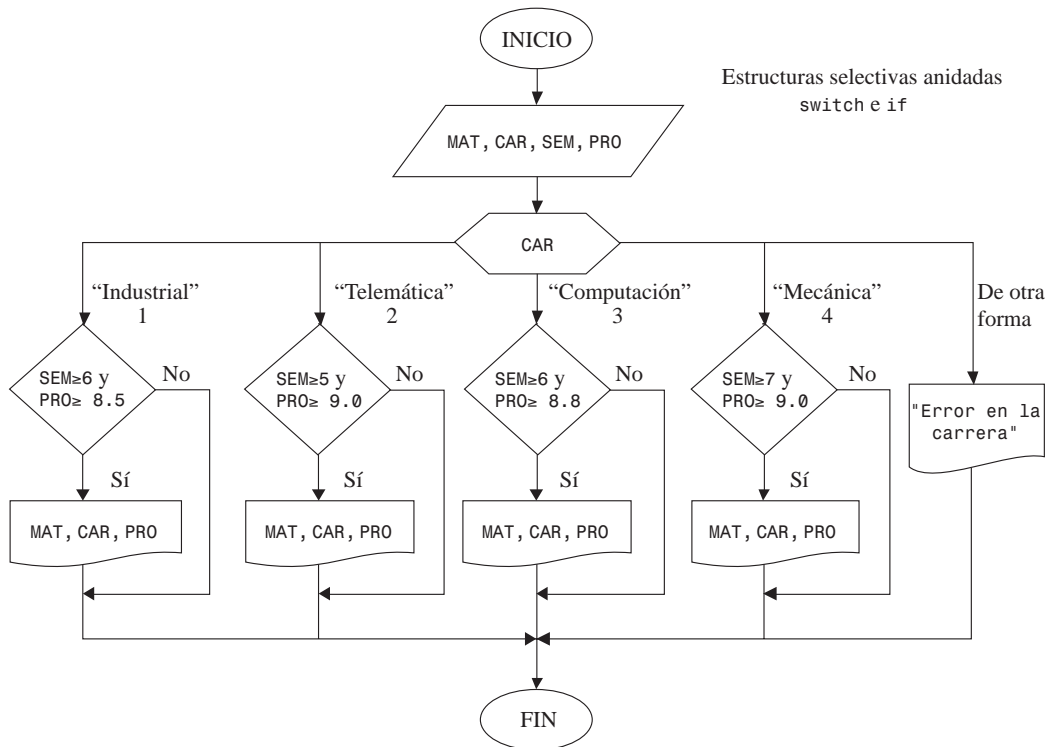 INICIO
Estructuras selectivas anidadas
switch e if
MAT, CAR, SEM, PRO
CAR
“Industrial”
1
“Telemática”
2
“Computación”
3
“Mecánica”
4
De otra
forma
SEM≥6 y
PRO≥ 8.5
No
SEM≥5 y
PRO≥ 9.0
No
SEM≥6 y
PRO≥ 8.8
No
SEM≥7 y
PRO≥ 9.0
No
"Error en la
carrera"
Sí
Sí
Sí
Sí
MAT, CAR, PRO
MAT, CAR, PRO
MAT, CAR, PRO
MAT, CAR, PRO
FIN